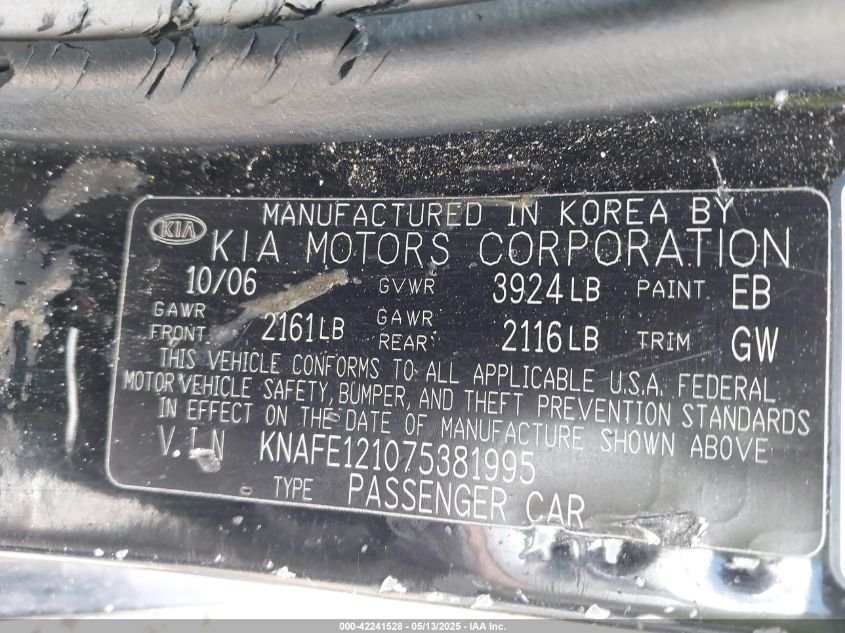 KIA
MANUFACTURED IN KOREA BY
KIA MOTORS CORPORATION
10/06 GVWR 3924 LB PAINT EB
GAWR FRONT 2161 LB GAWR REAR 2116 LB TRIM GW
THIS VEHICLE CONFORMS TO ALL APPLICABLE U.S.A. FEDERAL
MOTOR VEHICLE SAFETY, BUMPER, AND THEFT PREVENTION STANDARDS
IN EFFECT ON THE DATE OF MANUFACTURE SHOWN ABOVE
V.I.N KNAFE121075381995
TYPE PASSENGER CAR
000-42241528 — 05/13/2025 — IAA Inc.